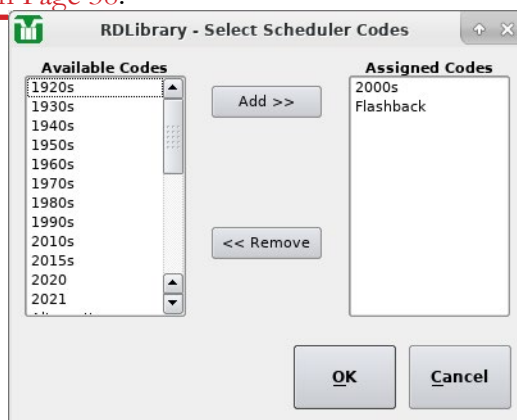 n Page 38.
RDLibrary - Select Scheduler Codes
Available Codes
1920s
1930s
1940s
1950s
1960s
1970s
1980s
1990s
2010s
2015s
2020
2021
Add >>
<< Remove
Assigned Codes
2000s
Flashback
OK
Cancel